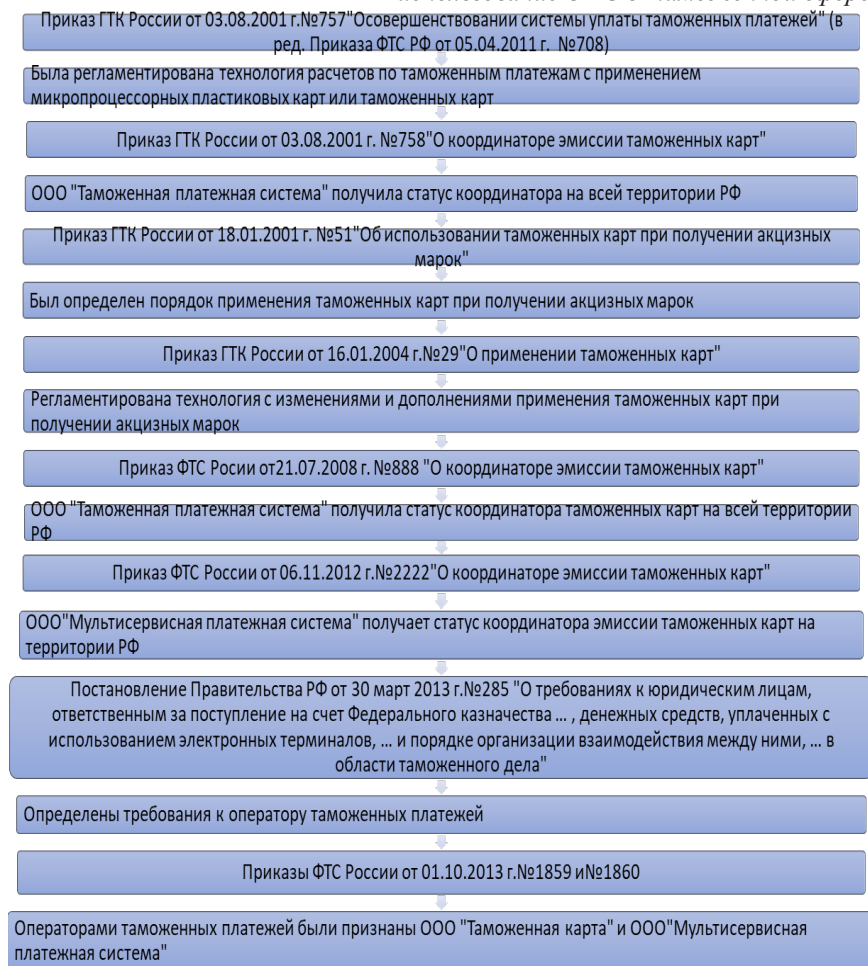 Приказ ГТК России от 03.08.2001 г.№757"Осовершенствовании системы уплаты таможенных платежей" (в
ред. Приказа ФТС РФ от 05.04.2011 г. №708)
Была регламентирована технология расчетов по таможенным платежам с применением
микропроцессорных пластиковых карт или таможенных карт
Приказ ГТК России от 03.08.2001 г. №758"О координаторе эмиссии таможенных карт"
ООО "Таможенная платежная система" получила статус координатора на всей территории РФ
Приказ ГТК России от 18.01.2001 г. №51"Об использовании таможенных карт при получении акцизных
марок"
Был определен порядок применения таможенных карт при получении акцизных марок
Приказ ГТК России от 16.01.2004 г.№29"О применении таможенных карт"
Регламентирована технология с изменениями и дополнениями применения таможенных карт при
получении акцизных марок
Приказ ФТС Росии от21.07.2008 г. №888 "О координаторе эмиссии таможенных карт"
ООО "Таможенная платежная система" получила статус координатора таможенных карт на всей территории
РФ
Приказ ФТС России от 06.11.2012 г.№2222"О координаторе эмиссии таможенных карт"
ООО"Мультисервисная платежная система" получает статус координатора эмиссии таможенных карт на
территории РФ
Постановление Правительства РФ от 30 март 2013 г.№285 "О требованиях к юридическим лицам,
ответственным за поступление на счет Федерального казначества ... , денежных средств, уплаченных с
использованием электронных терминалов, ... и порядке организации взаимодействия между ними, ... в
области таможенного дела"
Определены требования к оператору таможенных платежей
Приказы ФТС России от 01.10.2013 г.№1859 и№1860
Операторами таможенных платежей были признаны ООО "Таможенная карта" и ООО"Мультисервисная
платежная система"